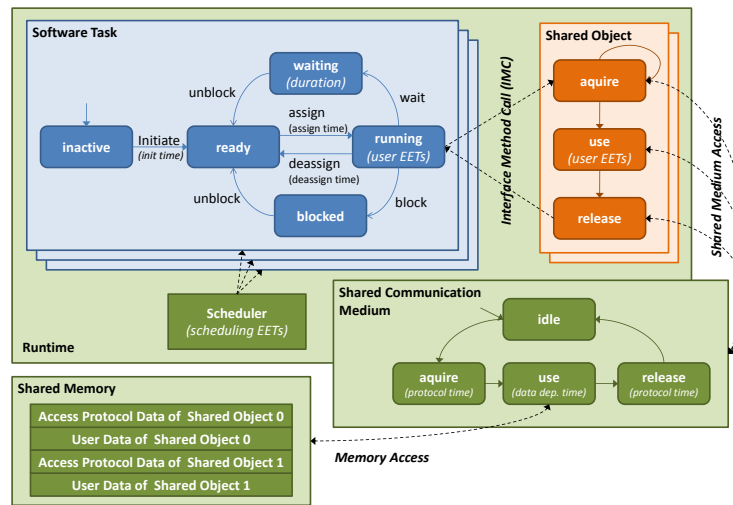 Software Task
waiting
(duration)
unblock
wait
assign
(assign time)
inactive
Initiate
(init time)
ready
running
(user EETs)
deassign
(deassign time)
unblock
block
blocked
Scheduler
(scheduling EETs)
Runtime
Interface Method Call (IMC)
Shared Object
aquire
use
(user EETs)
release
Shared Medium Access
Shared Communication
Medium
idle
aquire
(protocol time)
use
(data dep. time)
release
(protocol time)
Shared Memory
Access Protocol Data of Shared Object 0
User Data of Shared Object 0
Access Protocol Data of Shared Object 1
User Data of Shared Object 1
Memory Access